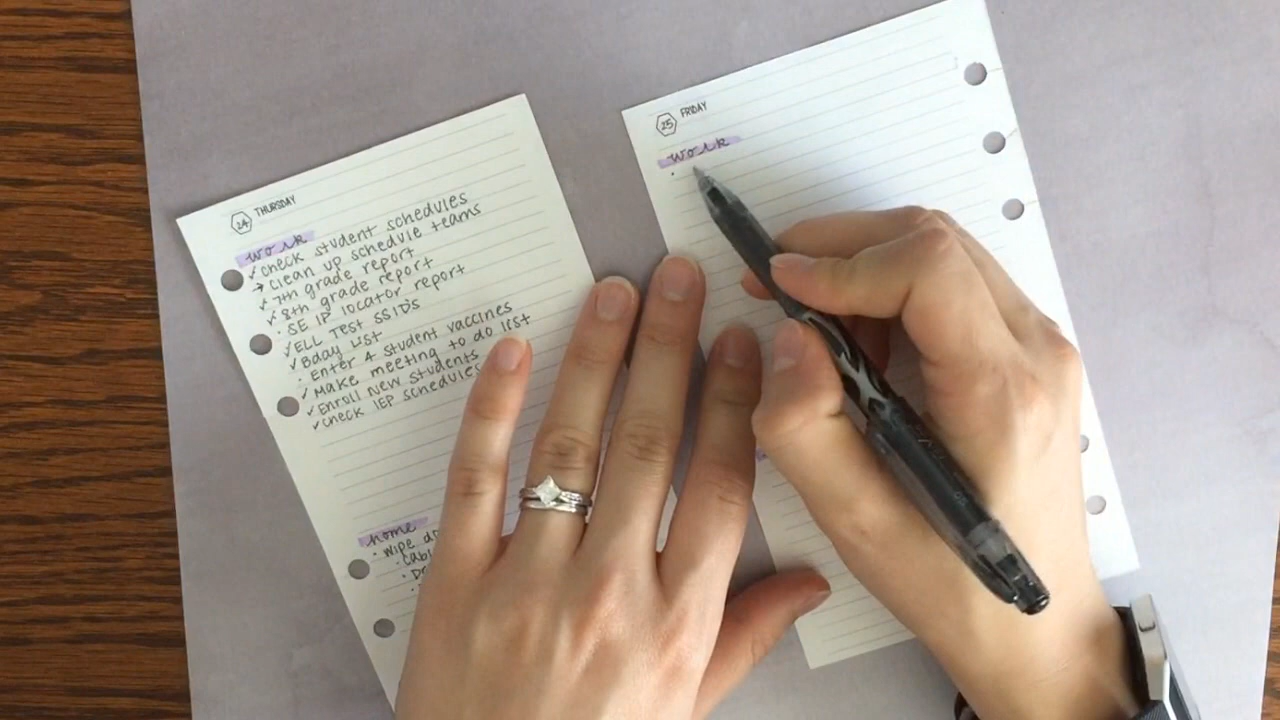 24 THURSDAY
work
✓ check student schedules
→ clean up schedule teams
✓ 7th grade report
✓ 8th grade report
• SE IP locator report
✓ ELL Test SSIDs
✓ Bday List
• Enter 4 student vaccines
✓ Make meeting to do list
✓ Enroll new students
✓ check IEP schedules
home
• wipe
25 FRIDAY
work
•